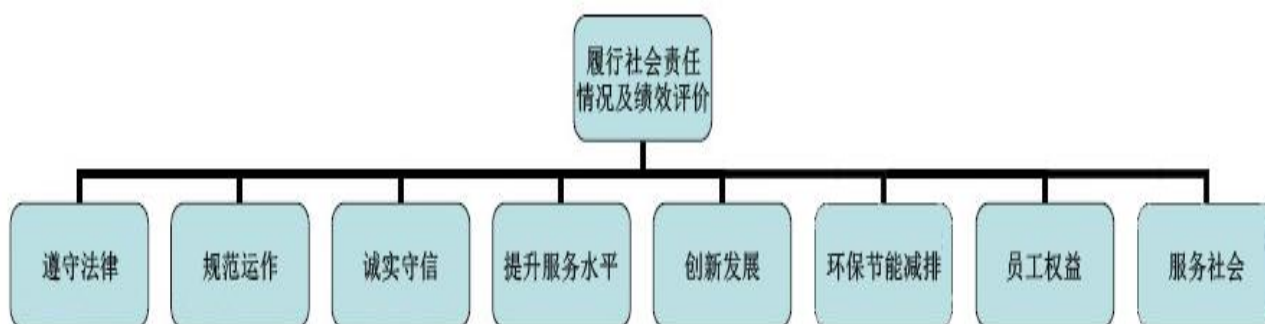 履行社会责任
情况及绩效评价
遵守法律
规范运作
诚实守信
提升服务水平
创新发展
环保节能减排
员工权益
服务社会